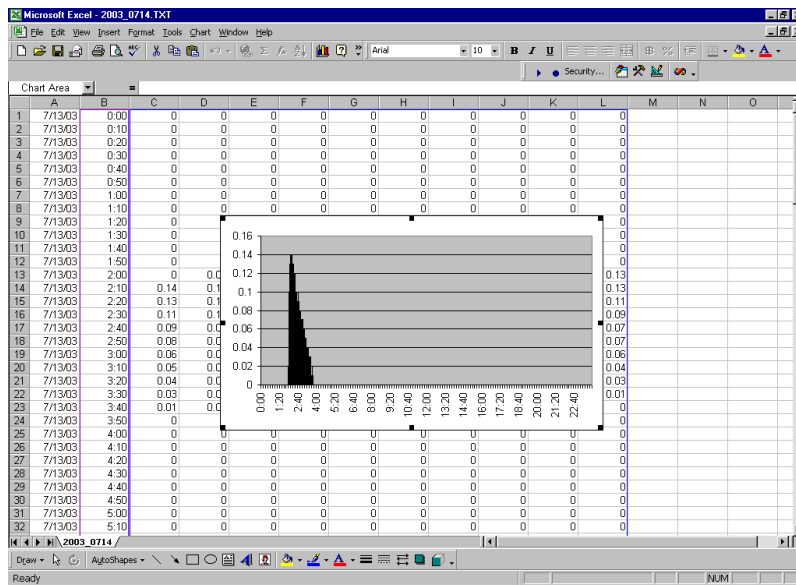 Microsoft Excel - 2003_0714.TXT
File Edit View Insert Format Tools Chart Window Help
Arial 10 B I U
Security...
Chart Area =
A B C D E F G H I J K L M N O
1 7/13/03 0:00 0 0 0 0 0 0 0 0 0 0
2 7/13/03 0:10 0 0 0 0 0 0 0 0 0 0
3 7/13/03 0:20 0 0 0 0 0 0 0 0 0 0
4 7/13/03 0:30 0 0 0 0 0 0 0 0 0 0
5 7/13/03 0:40 0 0 0 0 0 0 0 0 0 0
6 7/13/03 0:50 0 0 0 0 0 0 0 0 0 0
7 7/13/03 1:00 0 0 0 0 0 0 0 0 0 0
8 7/13/03 1:10 0 0 0 0 0 0 0 0 0 0
9 7/13/03 1:20 0 0
10 7/13/03 1:30 0 0
11 7/13/03 1:40 0 0
12 7/13/03 1:50 0 0
13 7/13/03 2:00 0 0.13
14 7/13/03 2:10 0.14 0.13
15 7/13/03 2:20 0.13 0.11
16 7/13/03 2:30 0.11 0.09
17 7/13/03 2:40 0.09 0.07
18 7/13/03 2:50 0.08 0.07
19 7/13/03 3:00 0.06 0.06
20 7/13/03 3:10 0.05 0.04
21 7/13/03 3:20 0.04 0.03
22 7/13/03 3:30 0.03 0.01
23 7/13/03 3:40 0.01 0
24 7/13/03 3:50 0 0
25 7/13/03 4:00 0 0 0 0 0 0 0 0 0 0
26 7/13/03 4:10 0 0 0 0 0 0 0 0 0 0
27 7/13/03 4:20 0 0 0 0 0 0 0 0 0 0
28 7/13/03 4:30 0 0 0 0 0 0 0 0 0 0
29 7/13/03 4:40 0 0 0 0 0 0 0 0 0 0
30 7/13/03 4:50 0 0 0 0 0 0 0 0 0 0
31 7/13/03 5:00 0 0 0 0 0 0 0 0 0 0
32 7/13/03 5:10 0 0 0 0 0 0 0 0 0 0
0.16
0.14
0.12
0.1
0.08
0.06
0.04
0.02
0
0:00 1:20 2:40 4:00 5:20 6:40 8:00 9:20 10:40 12:00 13:20 14:40 16:00 17:20 18:40 20:00 21:20 22:40
2003_0714
Draw AutoShapes
Ready NUM